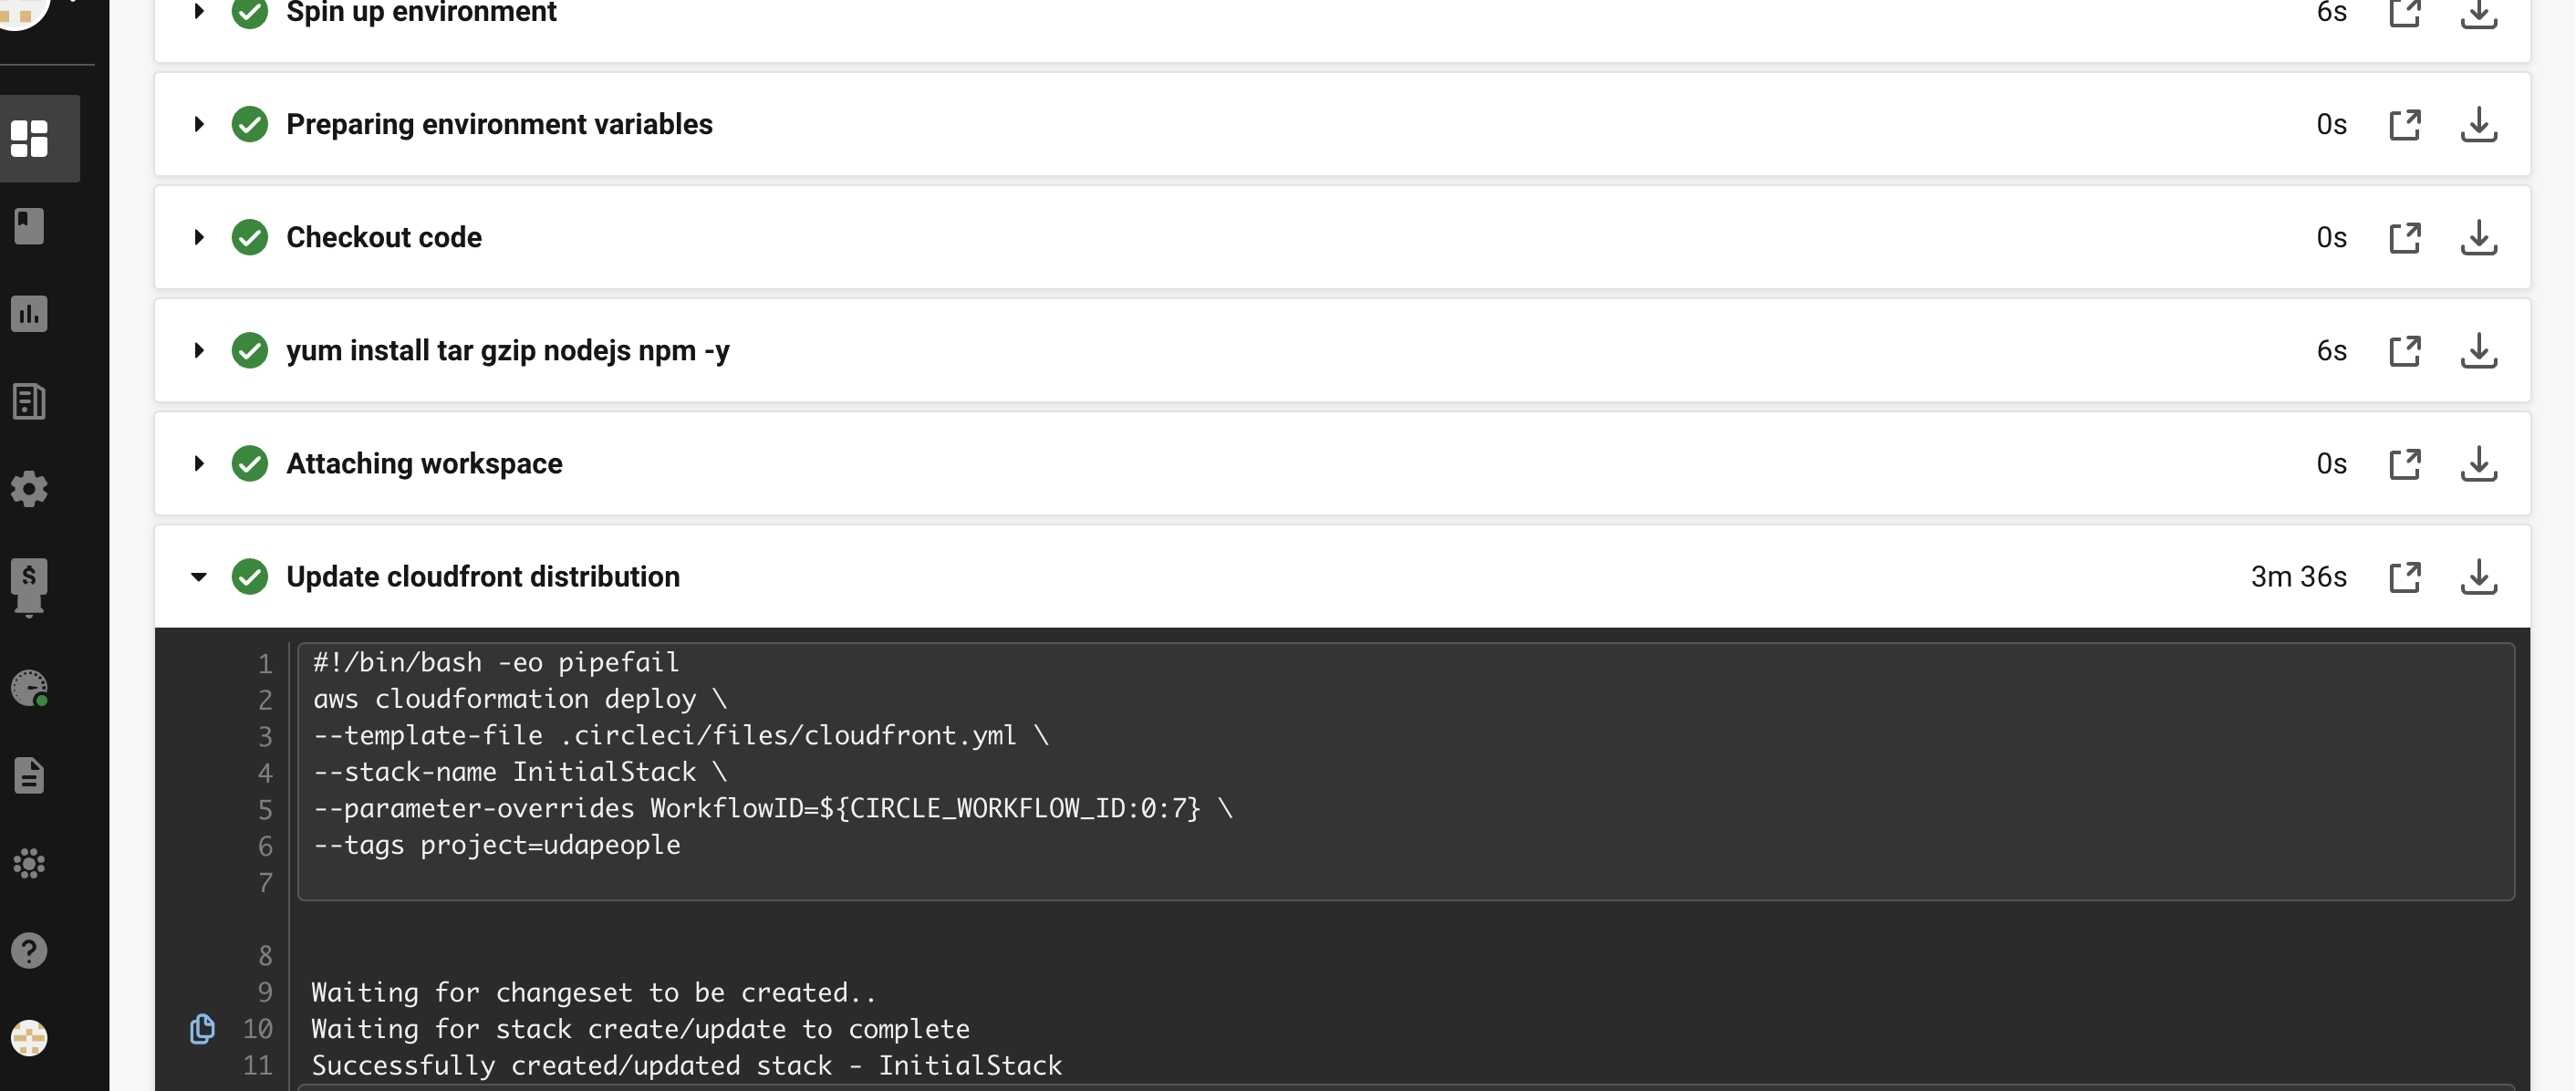 Spin up environment 6s
Preparing environment variables 0s
Checkout code 0s
yum install tar gzip nodejs npm -y 6s
Attaching workspace 0s
Update cloudfront distribution 3m 36s
1 #!/bin/bash -eo pipefail
2 aws cloudformation deploy \
3 --template-file .circleci/files/cloudfront.yml \
4 --stack-name InitialStack \
5 --parameter-overrides WorkflowID=${CIRCLE_WORKFLOW_ID:0:7} \
6 --tags project=udapeople
7
8
9 Waiting for changeset to be created..
10 Waiting for stack create/update to complete
11 Successfully created/updated stack - InitialStack